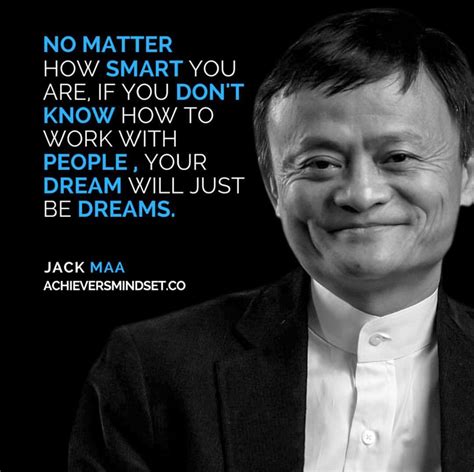 NO MATTER
HOW SMART YOU
ARE, IF YOU DON'T
KNOW HOW TO
WORK WITH
PEOPLE , YOUR
DREAM WILL JUST
BE DREAMS.
JACK MAA
ACHIEVERSMINDSET.CO